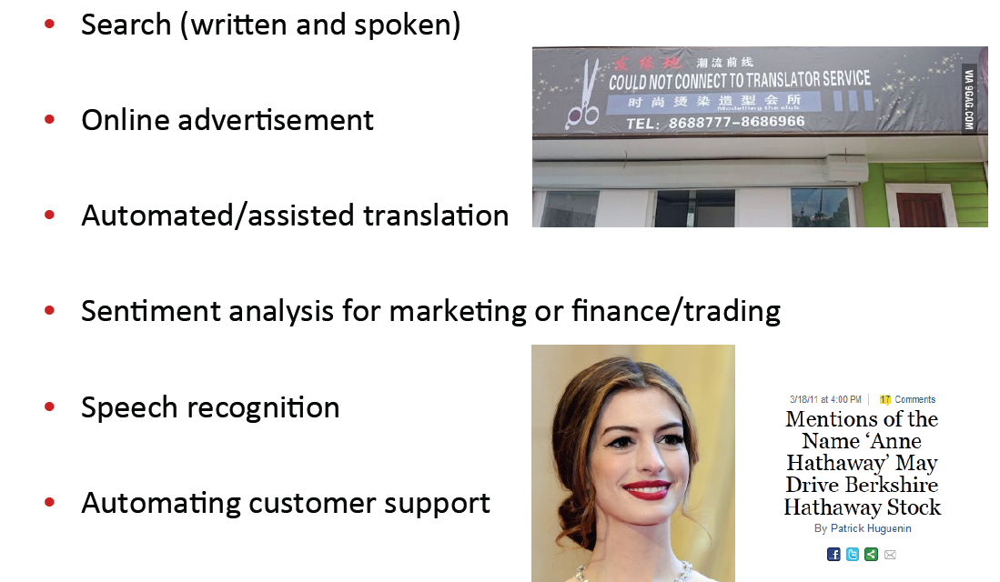 Search (written and spoken)
Online advertisement
Automated/assisted translation
Sentiment analysis for marketing or finance/trading
Speech recognition
Automating customer support
发缘地 潮流前线
COULD NOT CONNECT TO TRANSLATOR SERVICE
时尚烫染造型会所
Modelling the club
TEL: 8688777-8686966
VIA 9GAG.COM
3/18/11 at 4:00 PM | 17 Comments
Mentions of the
Name ‘Anne
Hathaway’ May
Drive Berkshire
Hathaway Stock
By Patrick Huguenin